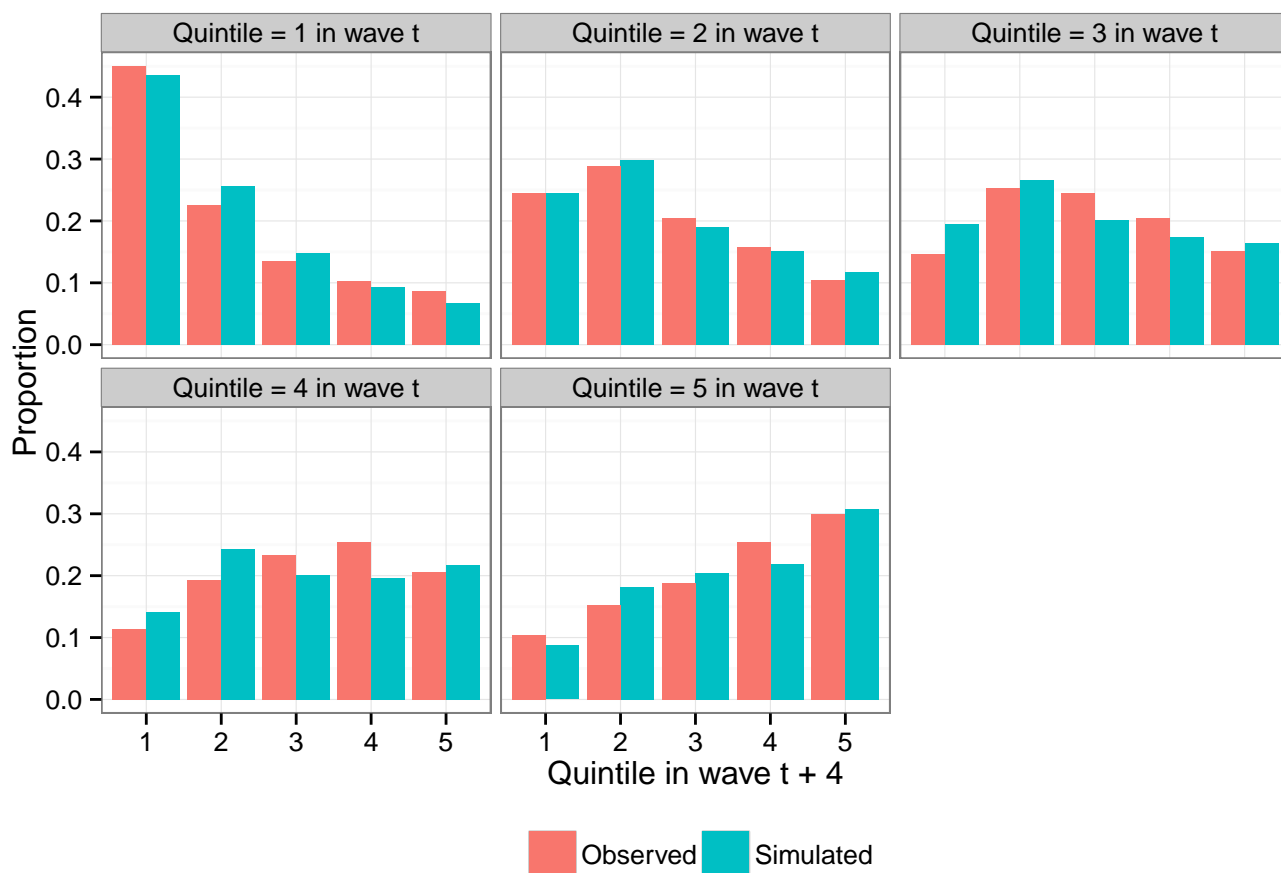 Quintile = 1 in wave t
Quintile = 2 in wave t
Quintile = 3 in wave t
0.4
0.3
0.2
0.1
0.0
Quintile = 4 in wave t
Quintile = 5 in wave t
0.4
0.3
0.2
0.1
0.0
Proportion
1 2 3 4 5
1 2 3 4 5
Quintile in wave t + 4
Observed
Simulated